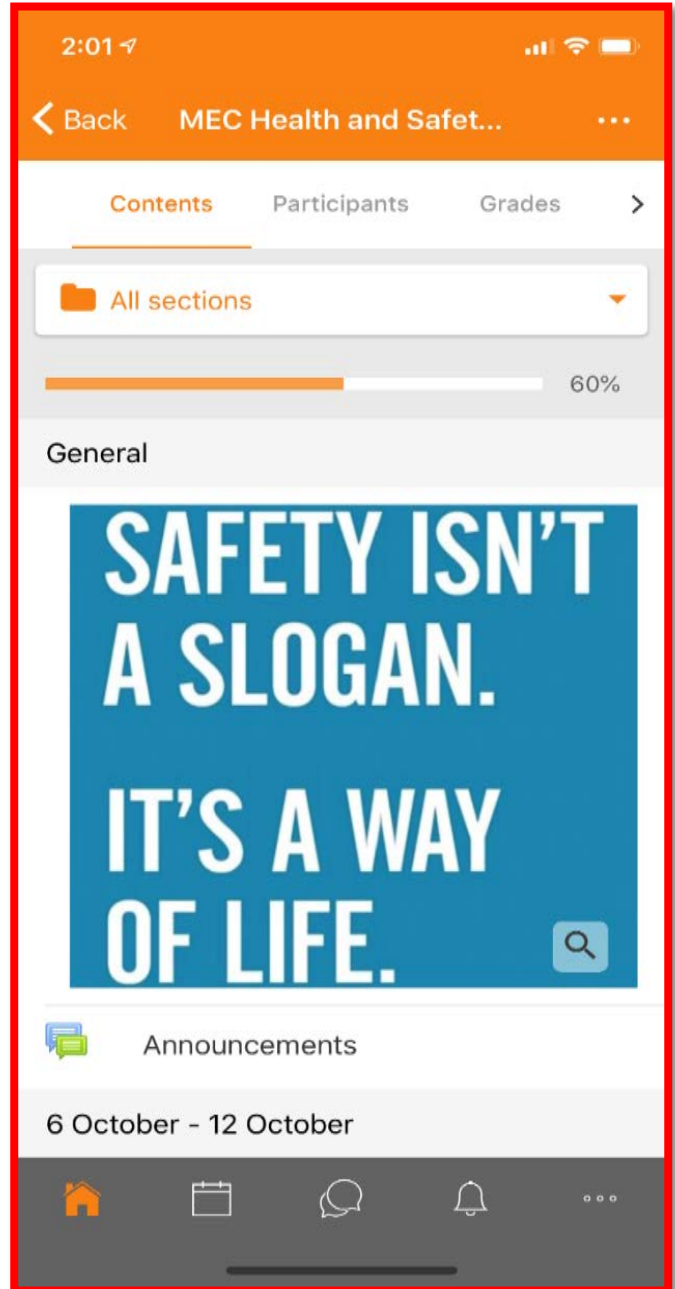 2:01
Back MEC Health and Safet... ...
Contents Participants Grades
All sections
60%
General
SAFETY ISN'T
A SLOGAN.
IT'S A WAY
OF LIFE.
Announcements
6 October - 12 October